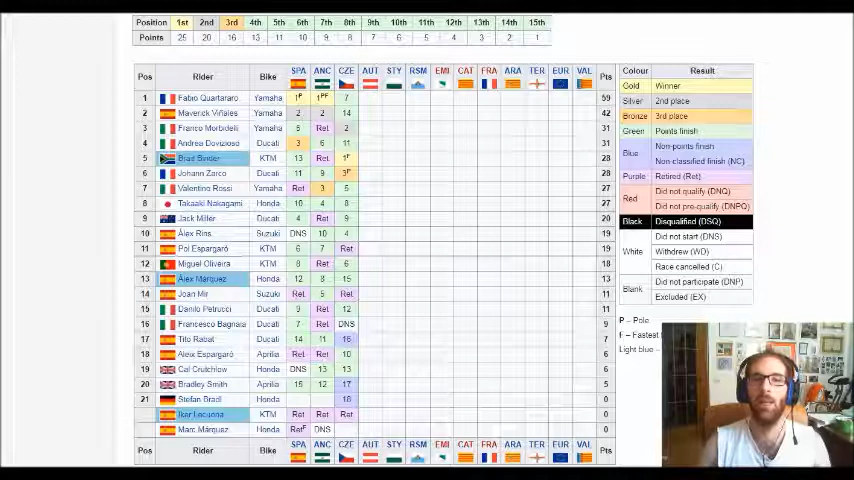 Position 1st 2nd 3rd 4th 5th 6th 7th 8th 9th 10th 11th 12th 13th 14th 15th
Points 25 20 16 13 11 10 9 8 7 6 5 4 3 2 1
Pos Rider Bike SPA ANC CZE AUT STY RSM EMI CAT FRA ARA TER EUR VAL Pts
1 Fabio Quartararo Yamaha 1P 1PF 7 59
2 Maverick Viñales Yamaha 2 2 14 42
3 Franco Morbidelli Yamaha 5 Ret 2 31
4 Andrea Dovizioso Ducati 3 6 11 31
5 Brad Binder KTM 13 Ret 1F 28
6 Johann Zarco Ducati 11 9 3P 28
7 Valentino Rossi Yamaha Ret 3 5 27
8 Takaaki Nakagami Honda 10 4 8 27
9 Jack Miller Ducati 4 Ret 9 20
10 Álex Rins Suzuki DNS 10 4 19
11 Pol Espargaró KTM 6 7 Ret 19
12 Miguel Oliveira KTM 8 Ret 6 18
13 Álex Márquez Honda 12 8 15 13
14 Joan Mir Suzuki Ret 5 Ret 11
15 Danilo Petrucci Ducati 9 Ret 12 11
16 Francesco Bagnaia Ducati 7 Ret DNS 9
17 Tito Rabat Ducati 14 11 16 7
18 Aleix Espargaró Aprilia Ret Ret 10 6
19 Cal Crutchlow Honda DNS 13 13 6
20 Bradley Smith Aprilia 15 12 17 5
21 Stefan Bradl Honda 18 0
Iker Lecuona KTM Ret Ret Ret 0
Marc Márquez Honda RetF DNS 0
Pos Rider Bike SPA ANC CZE AUT STY RSM EMI CAT FRA ARA TER EUR VAL Pts
Colour Result
Gold Winner
Silver 2nd place
Bronze 3rd place
Green Points finish
Blue Non-points finish
Non-classified finish (NC)
Purple Retired (Ret)
Red Did not qualify (DNQ)
Did not pre-qualify (DNPQ)
Black Disqualified (DSQ)
White Did not start (DNS)
Withdrew (WD)
Race cancelled (C)
Blank Did not participate (DNP)
Excluded (EX)
P – Pole
F – Fastest
Light blue –